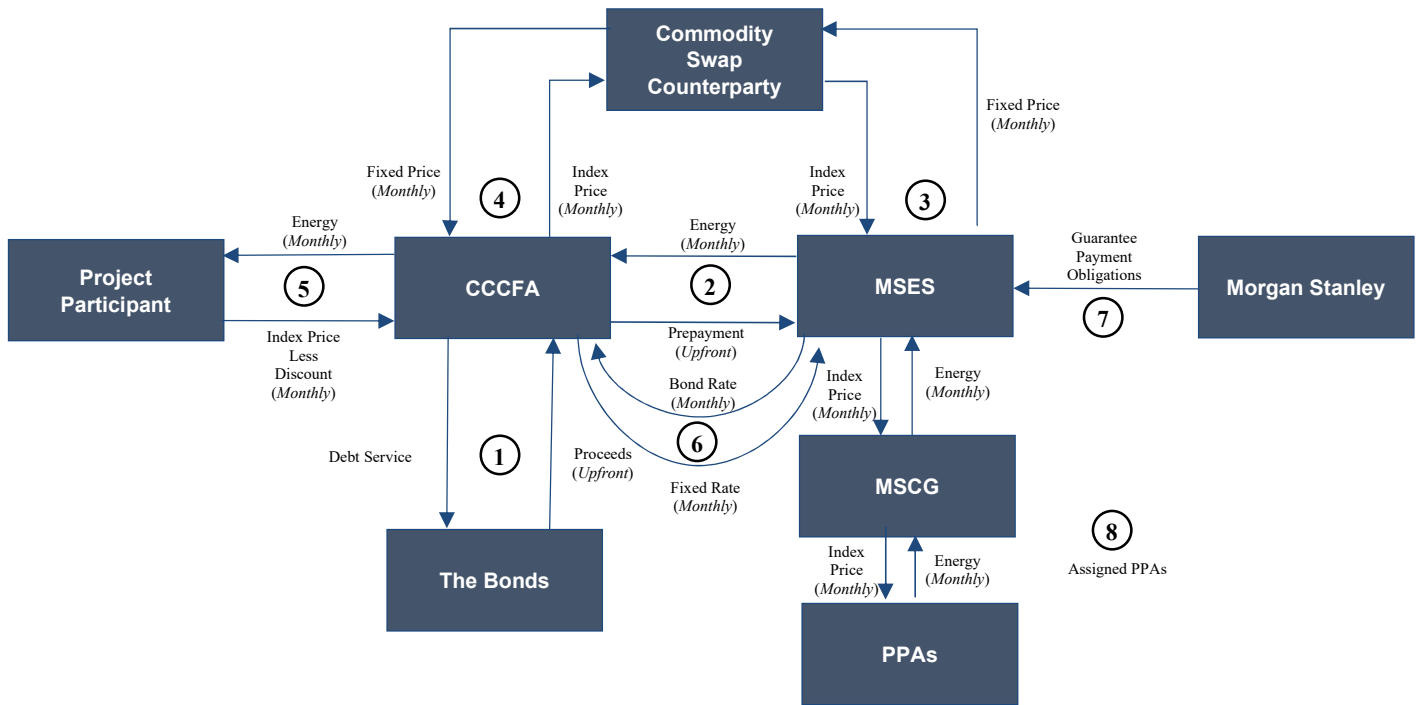 Commodity
Swap
Counterparty
Fixed Price
(Monthly)
Fixed Price
(Monthly)
4
Index
Price
(Monthly)
Index
Price
(Monthly)
3
Energy
(Monthly)
Energy
(Monthly)
Guarantee
Payment
Obligations
Project
Participant
5
CCCFA
2
MSES
Morgan Stanley
7
Index Price
Less
Discount
(Monthly)
Prepayment
(Upfront)
Bond Rate
(Monthly)
Index
Price
(Monthly)
Energy
(Monthly)
Debt Service
1
Proceeds
(Upfront)
6
Fixed Rate
(Monthly)
MSCG
8
Assigned PPAs
Index
Price
(Monthly)
Energy
(Monthly)
The Bonds
PPAs